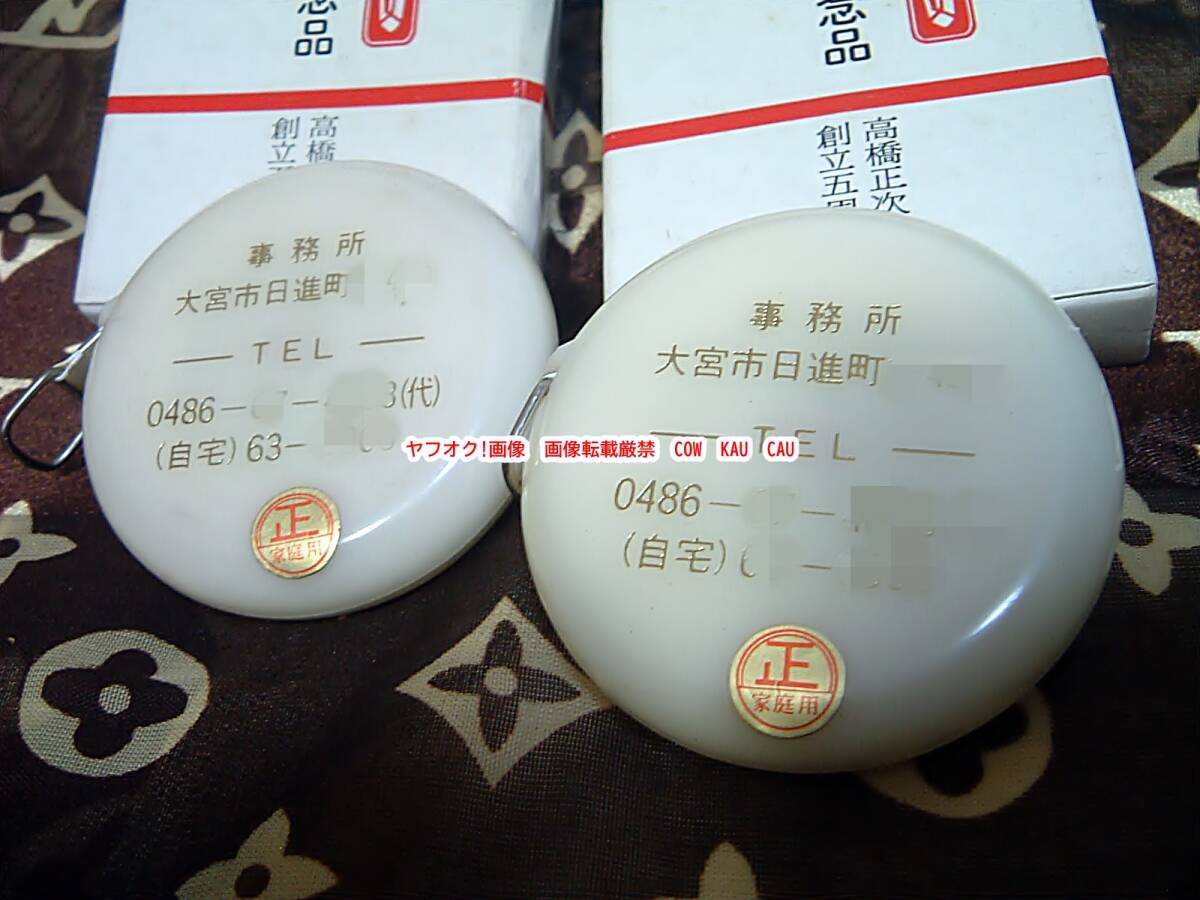 念品
高橋
創立
念品
高橋正次
創立五周
事務所
大宮市日進町
TEL
0486-
3(代)
(自宅)63-
正
家庭用
事務所
大宮市日進町
TEL
0486-
(自宅)
正
家庭用
ヤフオク!画像 画像転載厳禁 COW KAU CAU